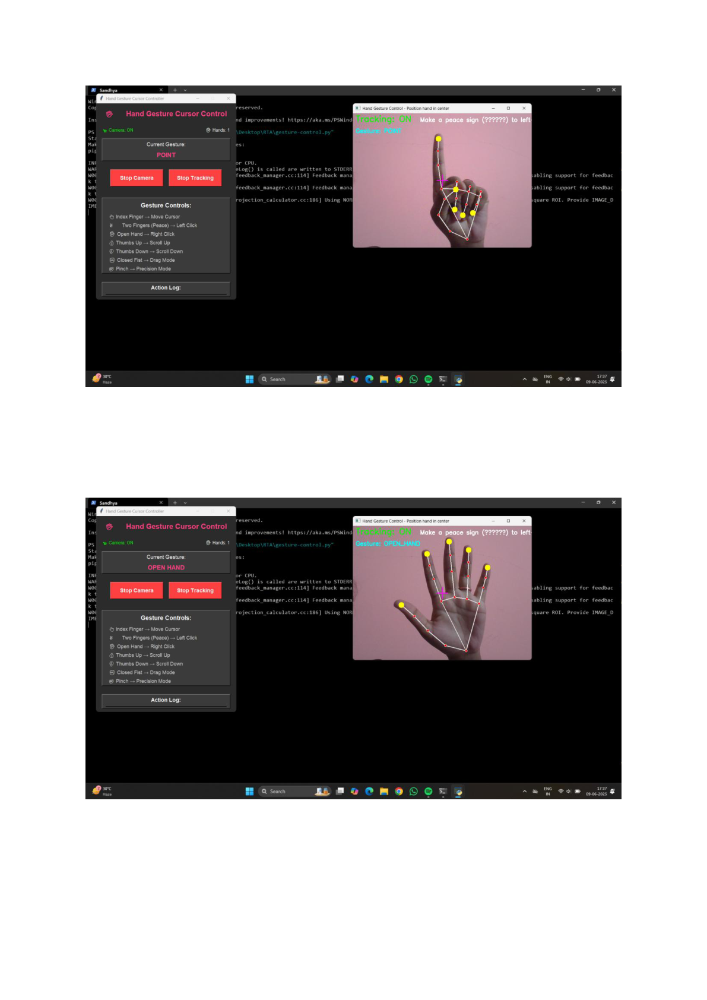 Sandhya
Hand Gesture Cursor Controller
Hand Gesture Cursor Control
Camera: ON
Hands: 1
Current Gesture:
POINT
Stop Camera
Stop Tracking
Gesture Controls:
Index Finger → Move Cursor
Two Fingers (Peace) → Left Click
Open Hand → Right Click
Thumbs Up → Scroll Up
Thumbs Down → Scroll Down
Closed Fist → Drag Mode
Pinch → Precision Mode
Action Log:
Win
Cop
reserved.
Ins
nd improvements! https://aka.ms/PSWind
PS
\Desktop\RTA\gesture-control.py"
Sta
Mak
es:
pip
INF
or CPU.
WAR
eLog() is called are written to STDERR
W00
feedback_manager.cc:114] Feedback mana
sabling support for feedbac
k t
W00
feedback_manager.cc:114] Feedback mana
sabling support for feedbac
k t
W00
rojection_calculator.cc:186] Using NOR
square ROI. Provide IMAGE_D
IME
Hand Gesture Control - Position hand in center
Tracking: ON
Make a peace sign (??????) to left-
Gesture: POINT
2
30°C
Haze
Search
ENG
IN
17:37
09-06-2025
Sandhya
Hand Gesture Cursor Controller
Hand Gesture Cursor Control
Camera: ON
Hands: 1
Current Gesture:
OPEN HAND
Stop Camera
Stop Tracking
Gesture Controls:
Index Finger → Move Cursor
Two Fingers (Peace) → Left Click
Open Hand → Right Click
Thumbs Up → Scroll Up
Thumbs Down → Scroll Down
Closed Fist → Drag Mode
Pinch → Precision Mode
Action Log:
Win
Cop
reserved.
Ins
nd improvements! https://aka.ms/PSWind
PS
\Desktop\RTA\gesture-control.py"
Sta
Mak
es:
pip
INF
or CPU.
WAR
eLog() is called are written to STDERR
W00
feedback_manager.cc:114] Feedback mana
sabling support for feedbac
k t
W00
feedback_manager.cc:114] Feedback mana
sabling support for feedbac
k t
W00
rojection_calculator.cc:186] Using NOR
square ROI. Provide IMAGE_D
IME
Hand Gesture Control - Position hand in center
Tracking: ON
Make a peace sign (??????) to left-
Gesture: OPEN_HAND
2
30°C
Haze
Search
ENG
IN
17:37
09-06-2025